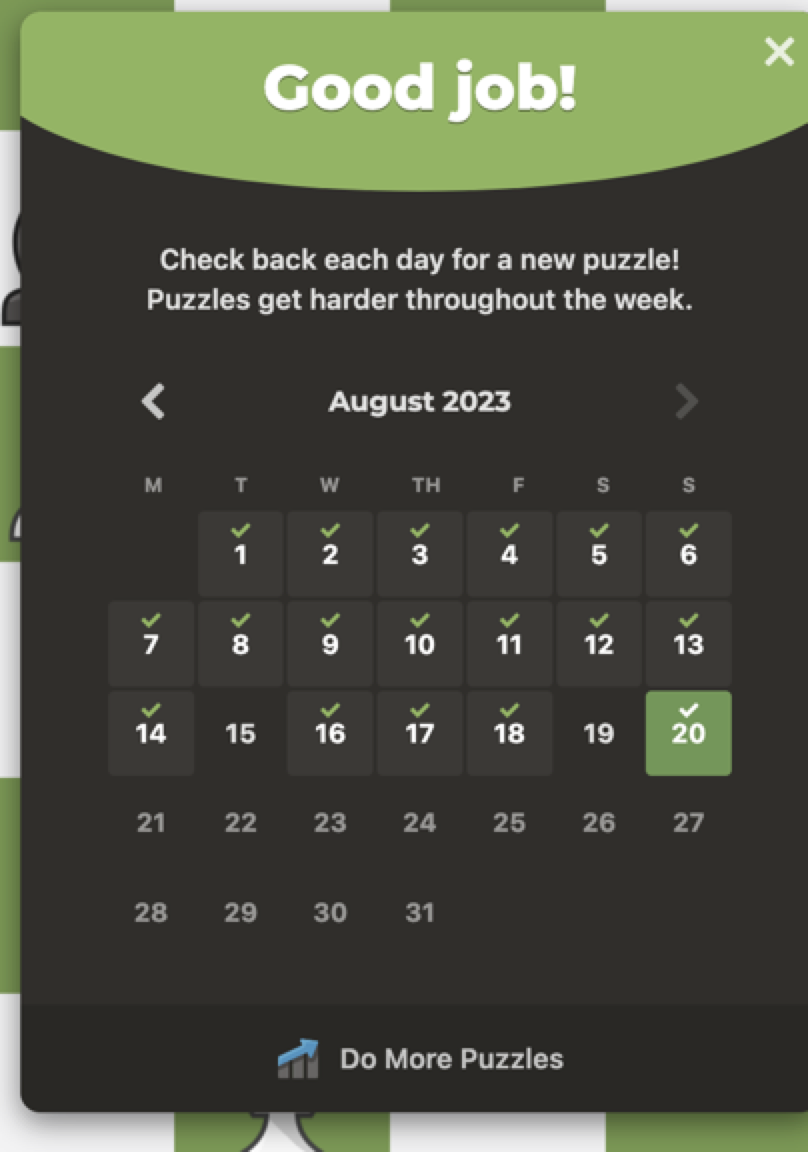 Good job!
Check back each day for a new puzzle!
Puzzles get harder throughout the week.
August 2023
M T W TH F S S
1 2 3 4 5 6
7 8 9 10 11 12 13
14 15 16 17 18 19 20
21 22 23 24 25 26 27
28 29 30 31
Do More Puzzles